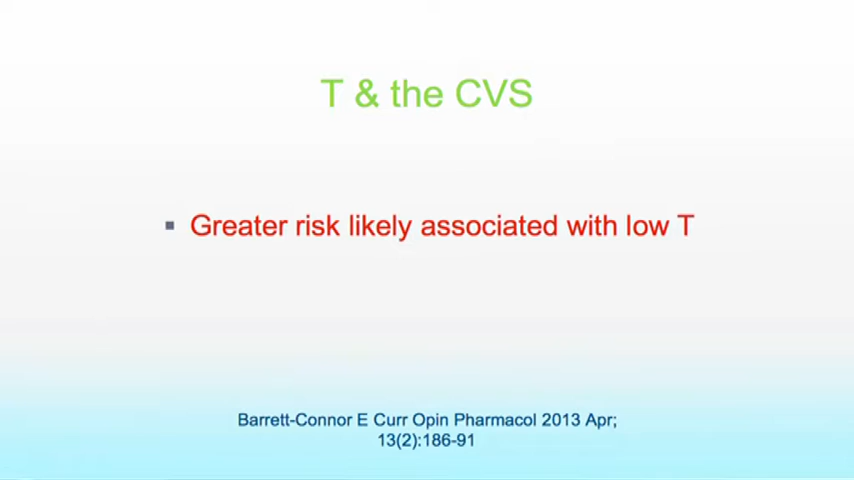 T & the CVS
Greater risk likely associated with low T
Barrett-Connor E Curr Opin Pharmacol 2013 Apr;
13(2):186-91